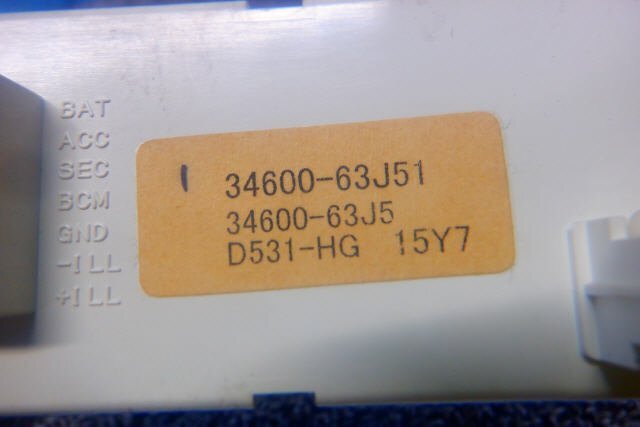 BAT
ACC
SEC
BCM
GND
-ILL
+ILL
34600-63J51
34600-63J5
D531-HG 15Y7